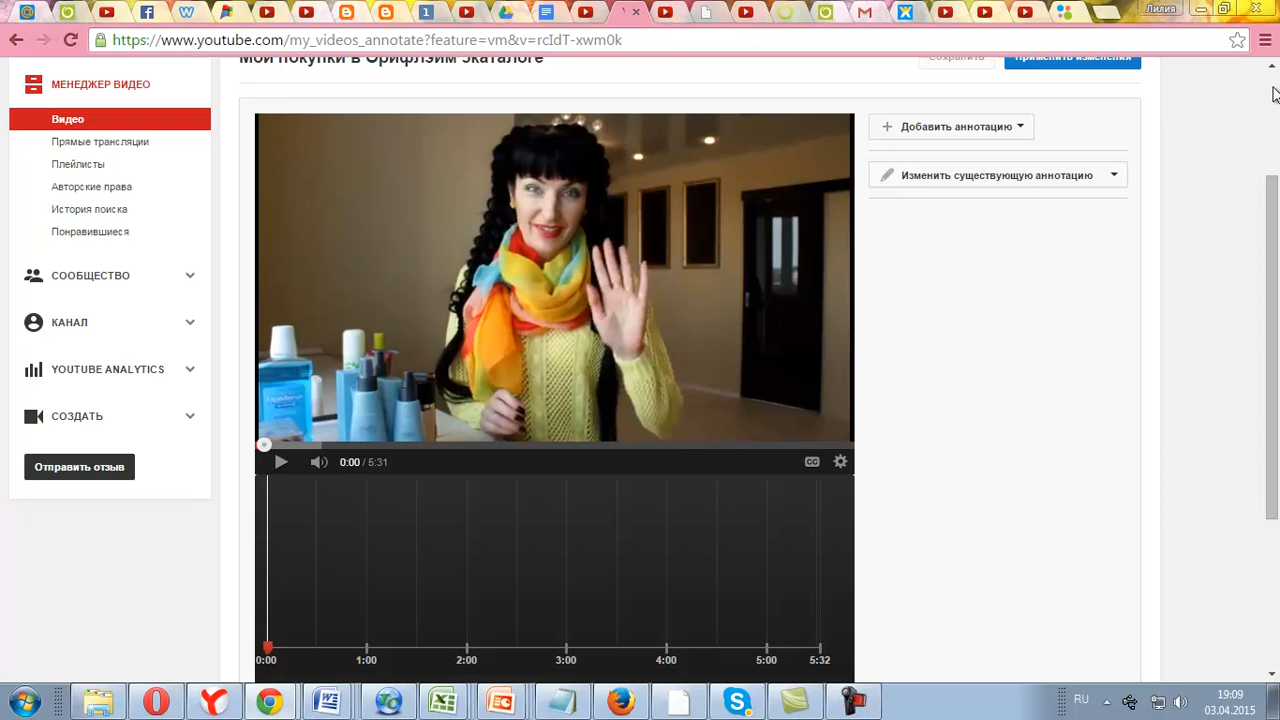 Лилия
https://www.youtube.com/my_videos_annotate?feature=vm&v=rcIdT-xwm0k
МЕНЕДЖЕР ВИДЕО
Видео
Прямые трансляции
Плейлисты
Авторские права
История поиска
Понравившиеся
СООБЩЕСТВО
КАНАЛ
YOUTUBE ANALYTICS
СОЗДАТЬ
Отправить отзыв
Мои покупки в Орифлэйм 3каталоге
Сохранить
Применить изменения
Добавить аннотацию
Изменить существующую аннотацию
0:00 / 5:31
CC
0:00 1:00 2:00 3:00 4:00 5:00 5:32
RU
19:09
03.04.2015